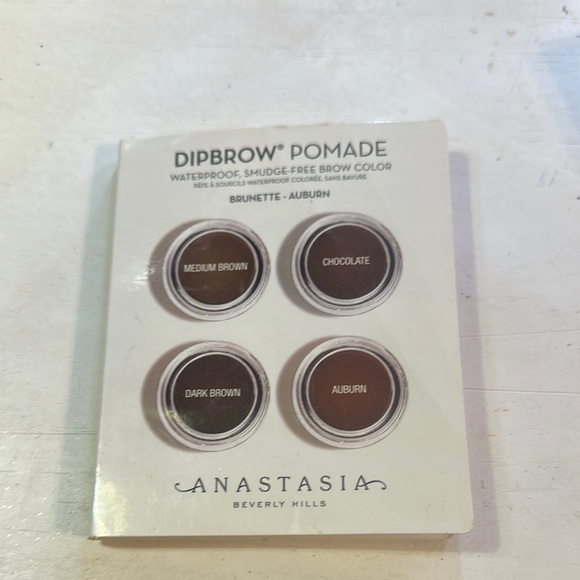 DIPBROW® POMADE
WATERPROOF, SMUDGE-FREE BROW COLOR
PÂTE À SOURCILS WATERPROOF COLORÉE, SANS BAVURE
BRUNETTE - AUBURN
MEDIUM BROWN
CHOCOLATE
DARK BROWN
AUBURN
ANASTASIA
BEVERLY HILLS